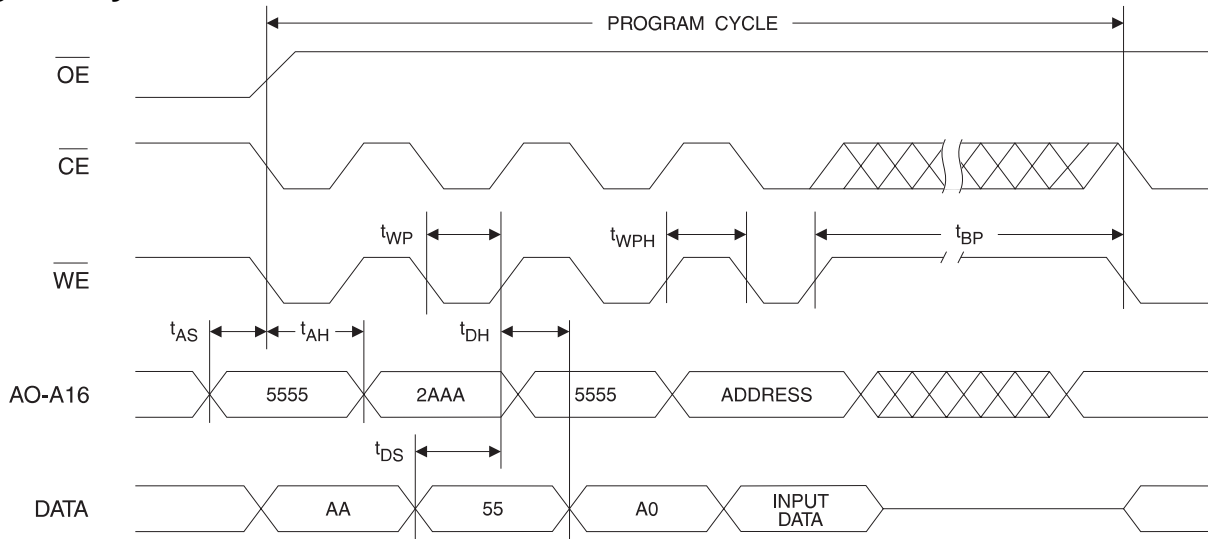 PROGRAM CYCLE
OE
CE
tWP
tWPH
tBP
WE
tAS
tAH
tDH
AO-A16
5555
2AAA
5555
ADDRESS
tDS
DATA
AA
55
A0
INPUT
DATA